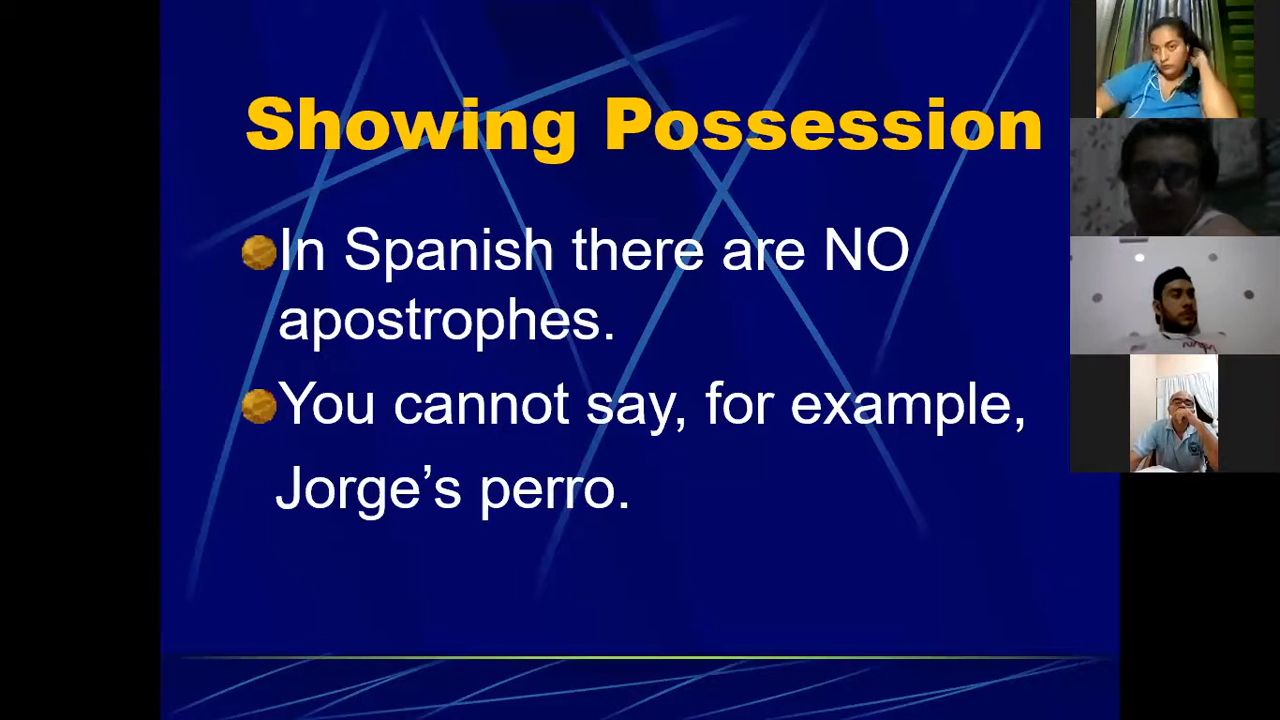 Showing Possession
In Spanish there are NO
apostrophes.
You cannot say, for example,
Jorge’s perro.